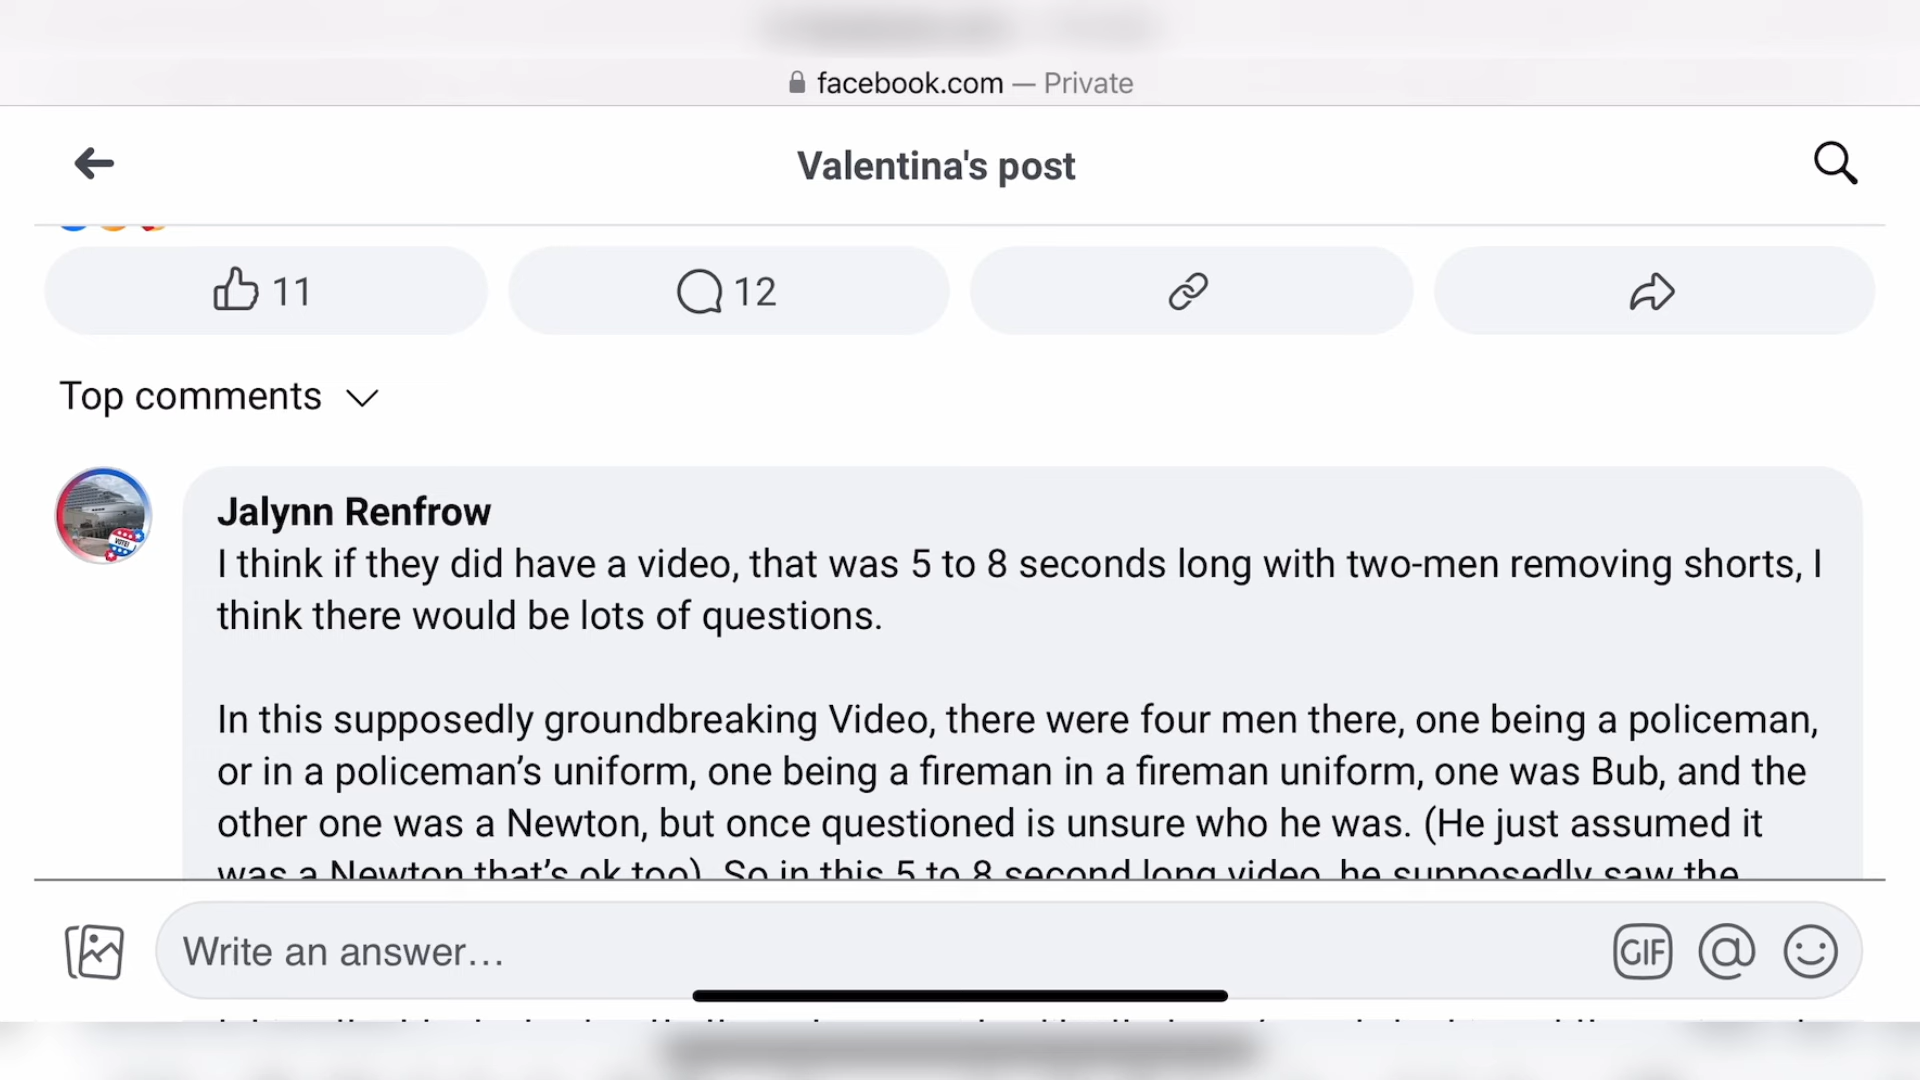 facebook.com — Private
Valentina's post
11
12
Top comments
Jalynn Renfrow
I think if they did have a video, that was 5 to 8 seconds long with two-men removing shorts, I
think there would be lots of questions.
In this supposedly groundbreaking Video, there were four men there, one being a policeman,
or in a policeman’s uniform, one being a fireman in a fireman uniform, one was Bub, and the
other one was a Newton, but once questioned is unsure who he was. (He just assumed it
was a Newton that’s ok too). So in this 5 to 8 second long video, he supposedly saw the
Write an answer...
GIF